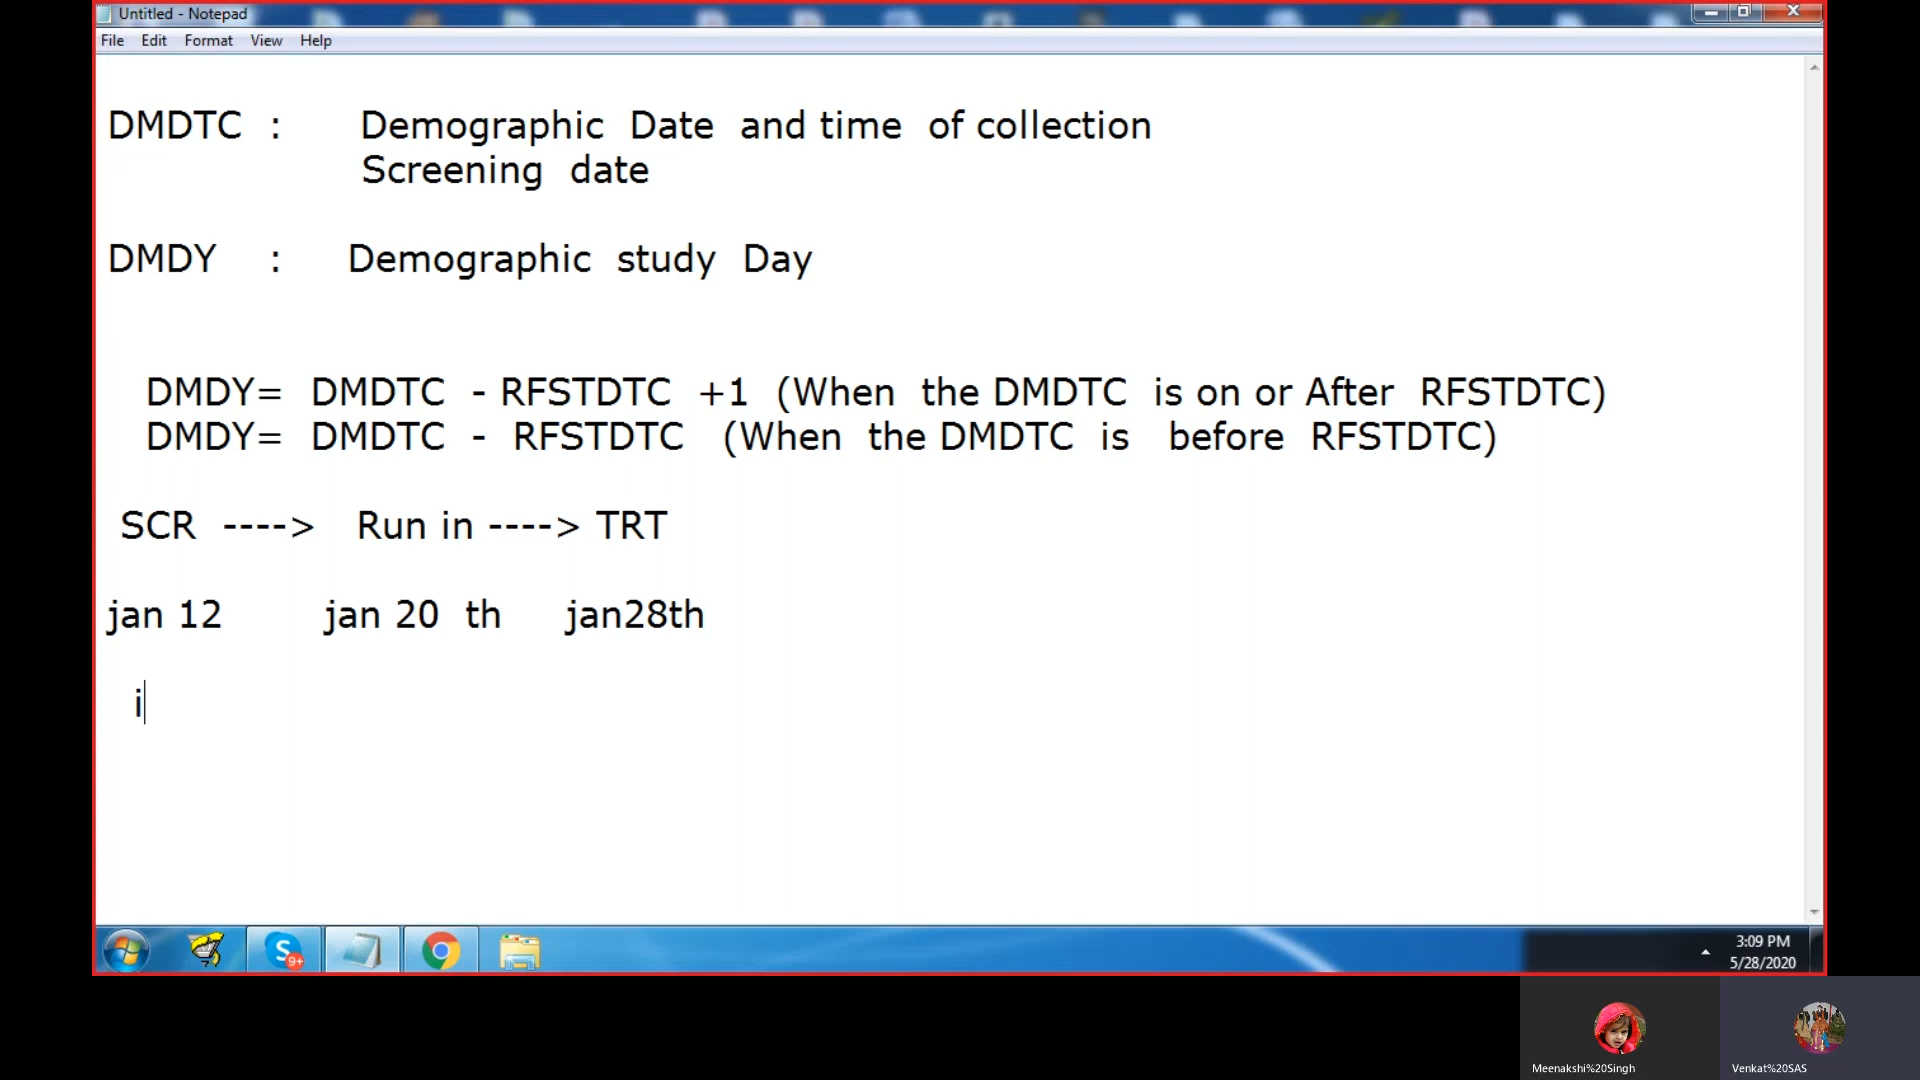 Untitled - Notepad
File Edit Format View Help
DMDTC : Demographic Date and time of collection
Screening date
DMDY : Demographic study Day
DMDY= DMDTC - RFSTDTC +1 (When the DMDTC is on or After RFSTDTC)
DMDY= DMDTC - RFSTDTC (When the DMDTC is before RFSTDTC)
SCR ----> Run in ----> TRT
jan 12 jan 20 th jan28th
i
S 9+
3:09 PM
5/28/2020
Meenakshi%20Singh Venkat%20SAS